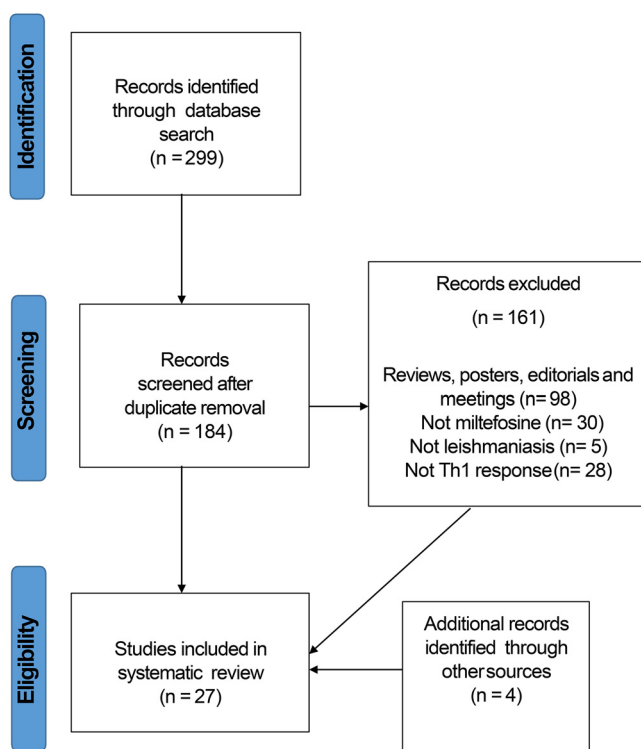 Identification
Records identified
through database
search
(n = 299)
Screening
Records
screened after
duplicate removal
(n = 184)
Records excluded
(n = 161)
Reviews, posters, editorials and
meetings (n= 98)
Not miltefosine (n= 30)
Not leishmaniasis (n= 5)
Not Th1 response (n= 28)
Eligibility
Studies included in
systematic review
(n = 27)
Additional records
identified through
other sources
(n = 4)